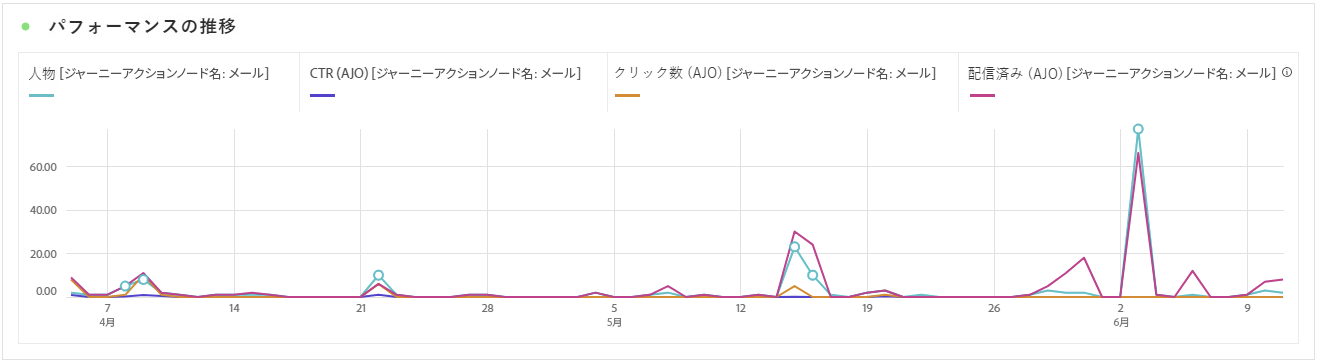 パフォーマンスの推移
人物 [ジャーニーアクションノード名: メール]
CTR (AJO) [ジャーニーアクションノード名: メール]
クリック数 (AJO) [ジャーニーアクションノード名: メール]
配信済み (AJO) [ジャーニーアクションノード名: メール]
60.00
40.00
20.00
0.00
7 14 21 28 5 12 19 26 2 9
4月 5月 6月